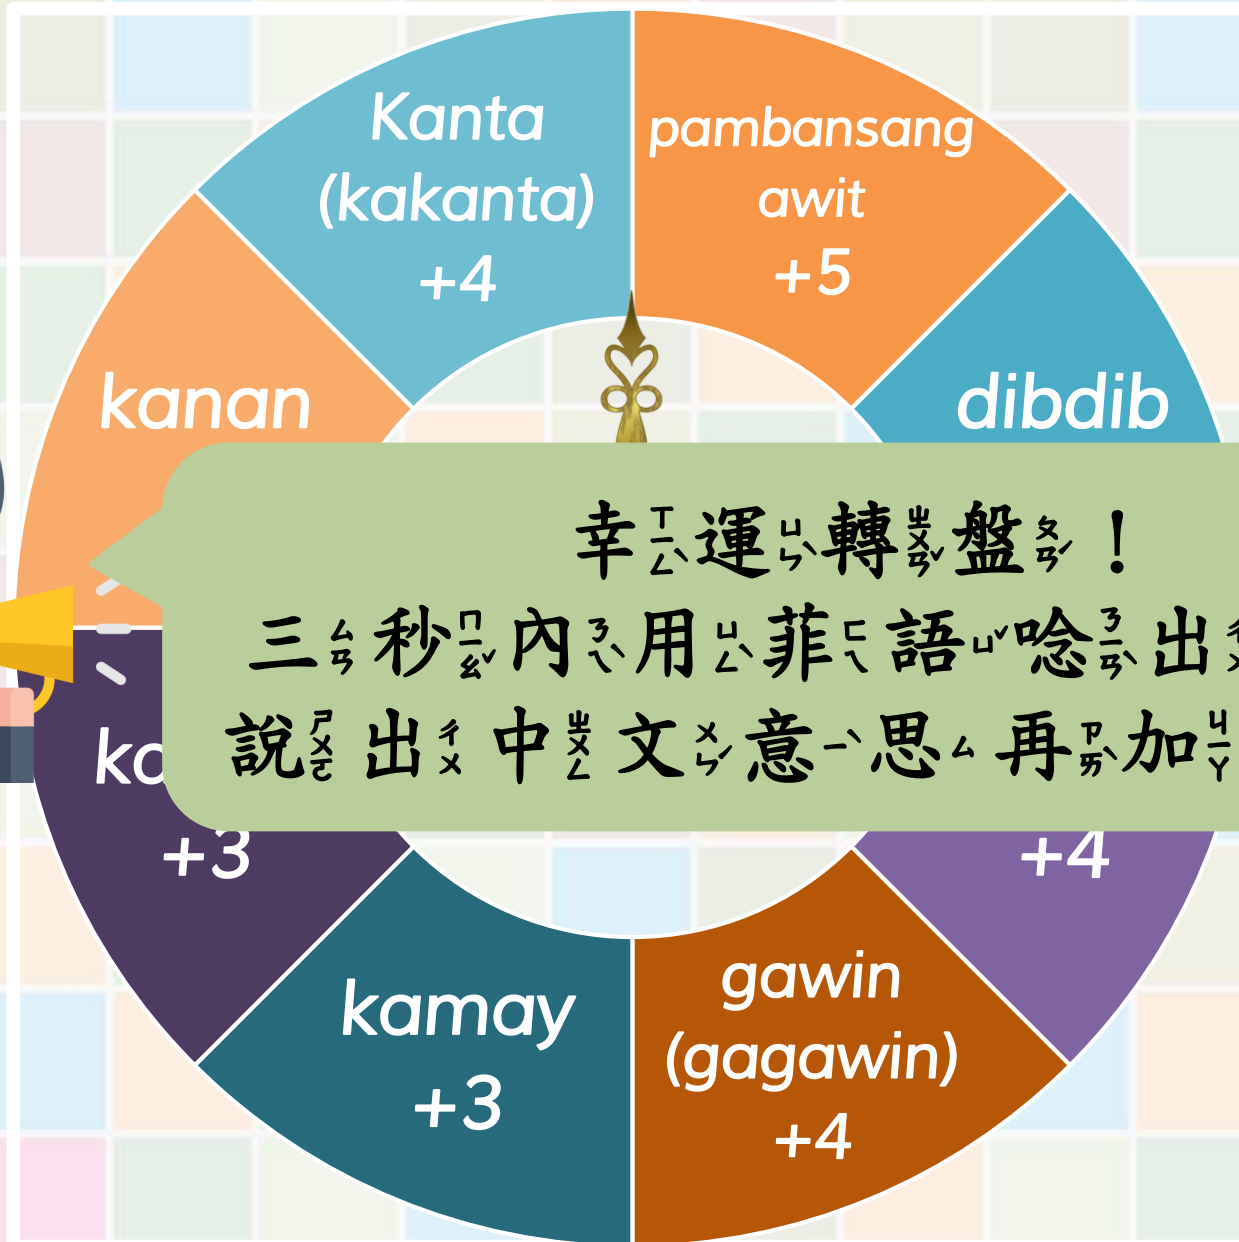 Kanta
(kakanta)
+4
pambansang
awit
+5
kanan
dibdib
幸運轉盤！
三秒內用菲語唸出
說出中文意思再加
+3
+4
kamay
+3
gawin
(gagawin)
+4